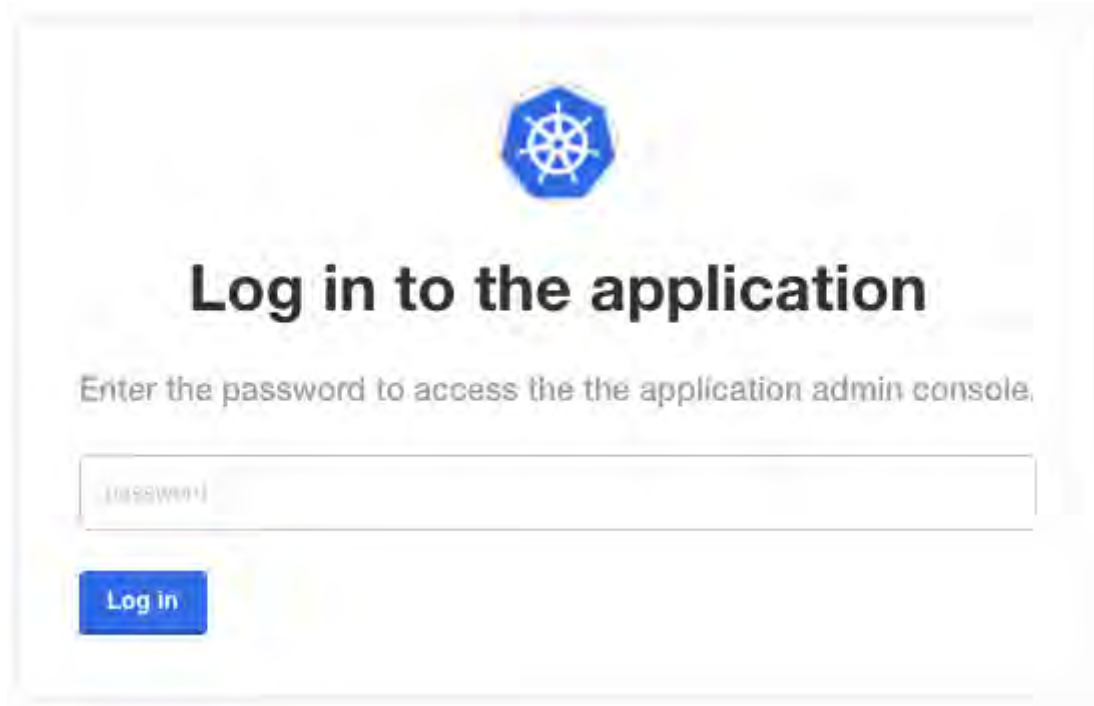 Log in to the application
Enter the password to access the the application admin console.
password
Log in